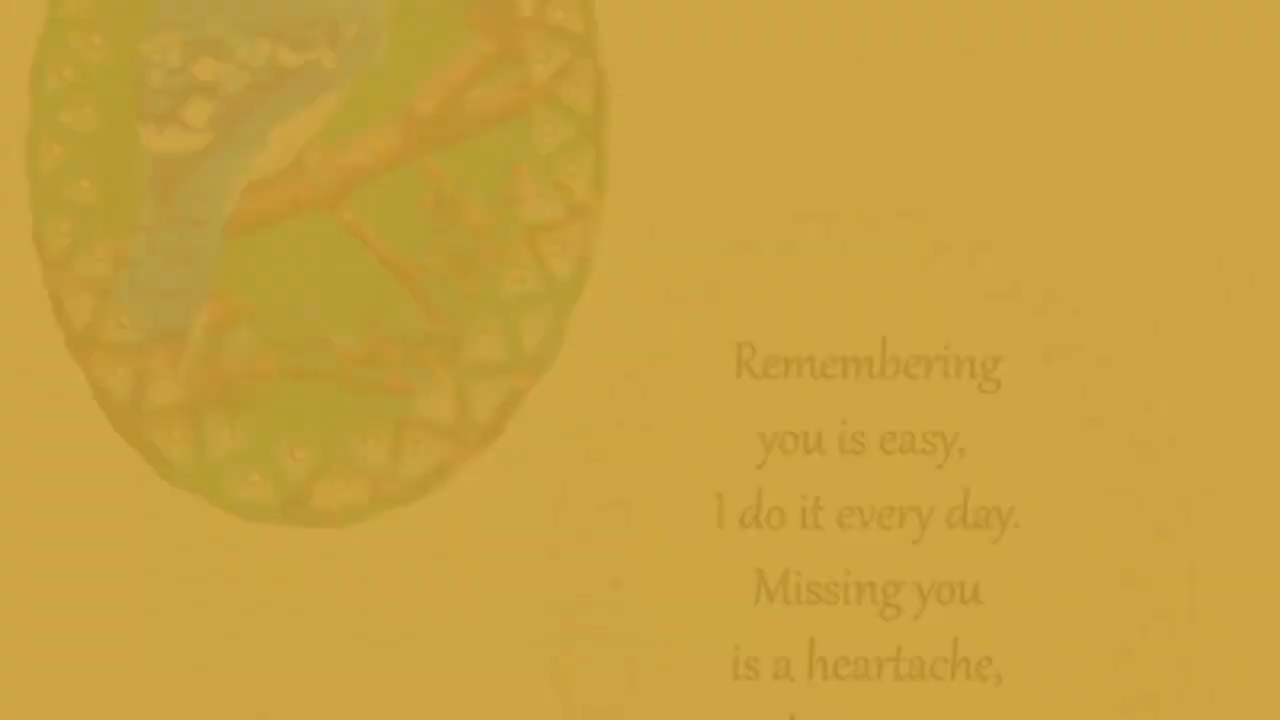 Remembering
you is easy,
I do it every day.
Missing you
is a heartache,